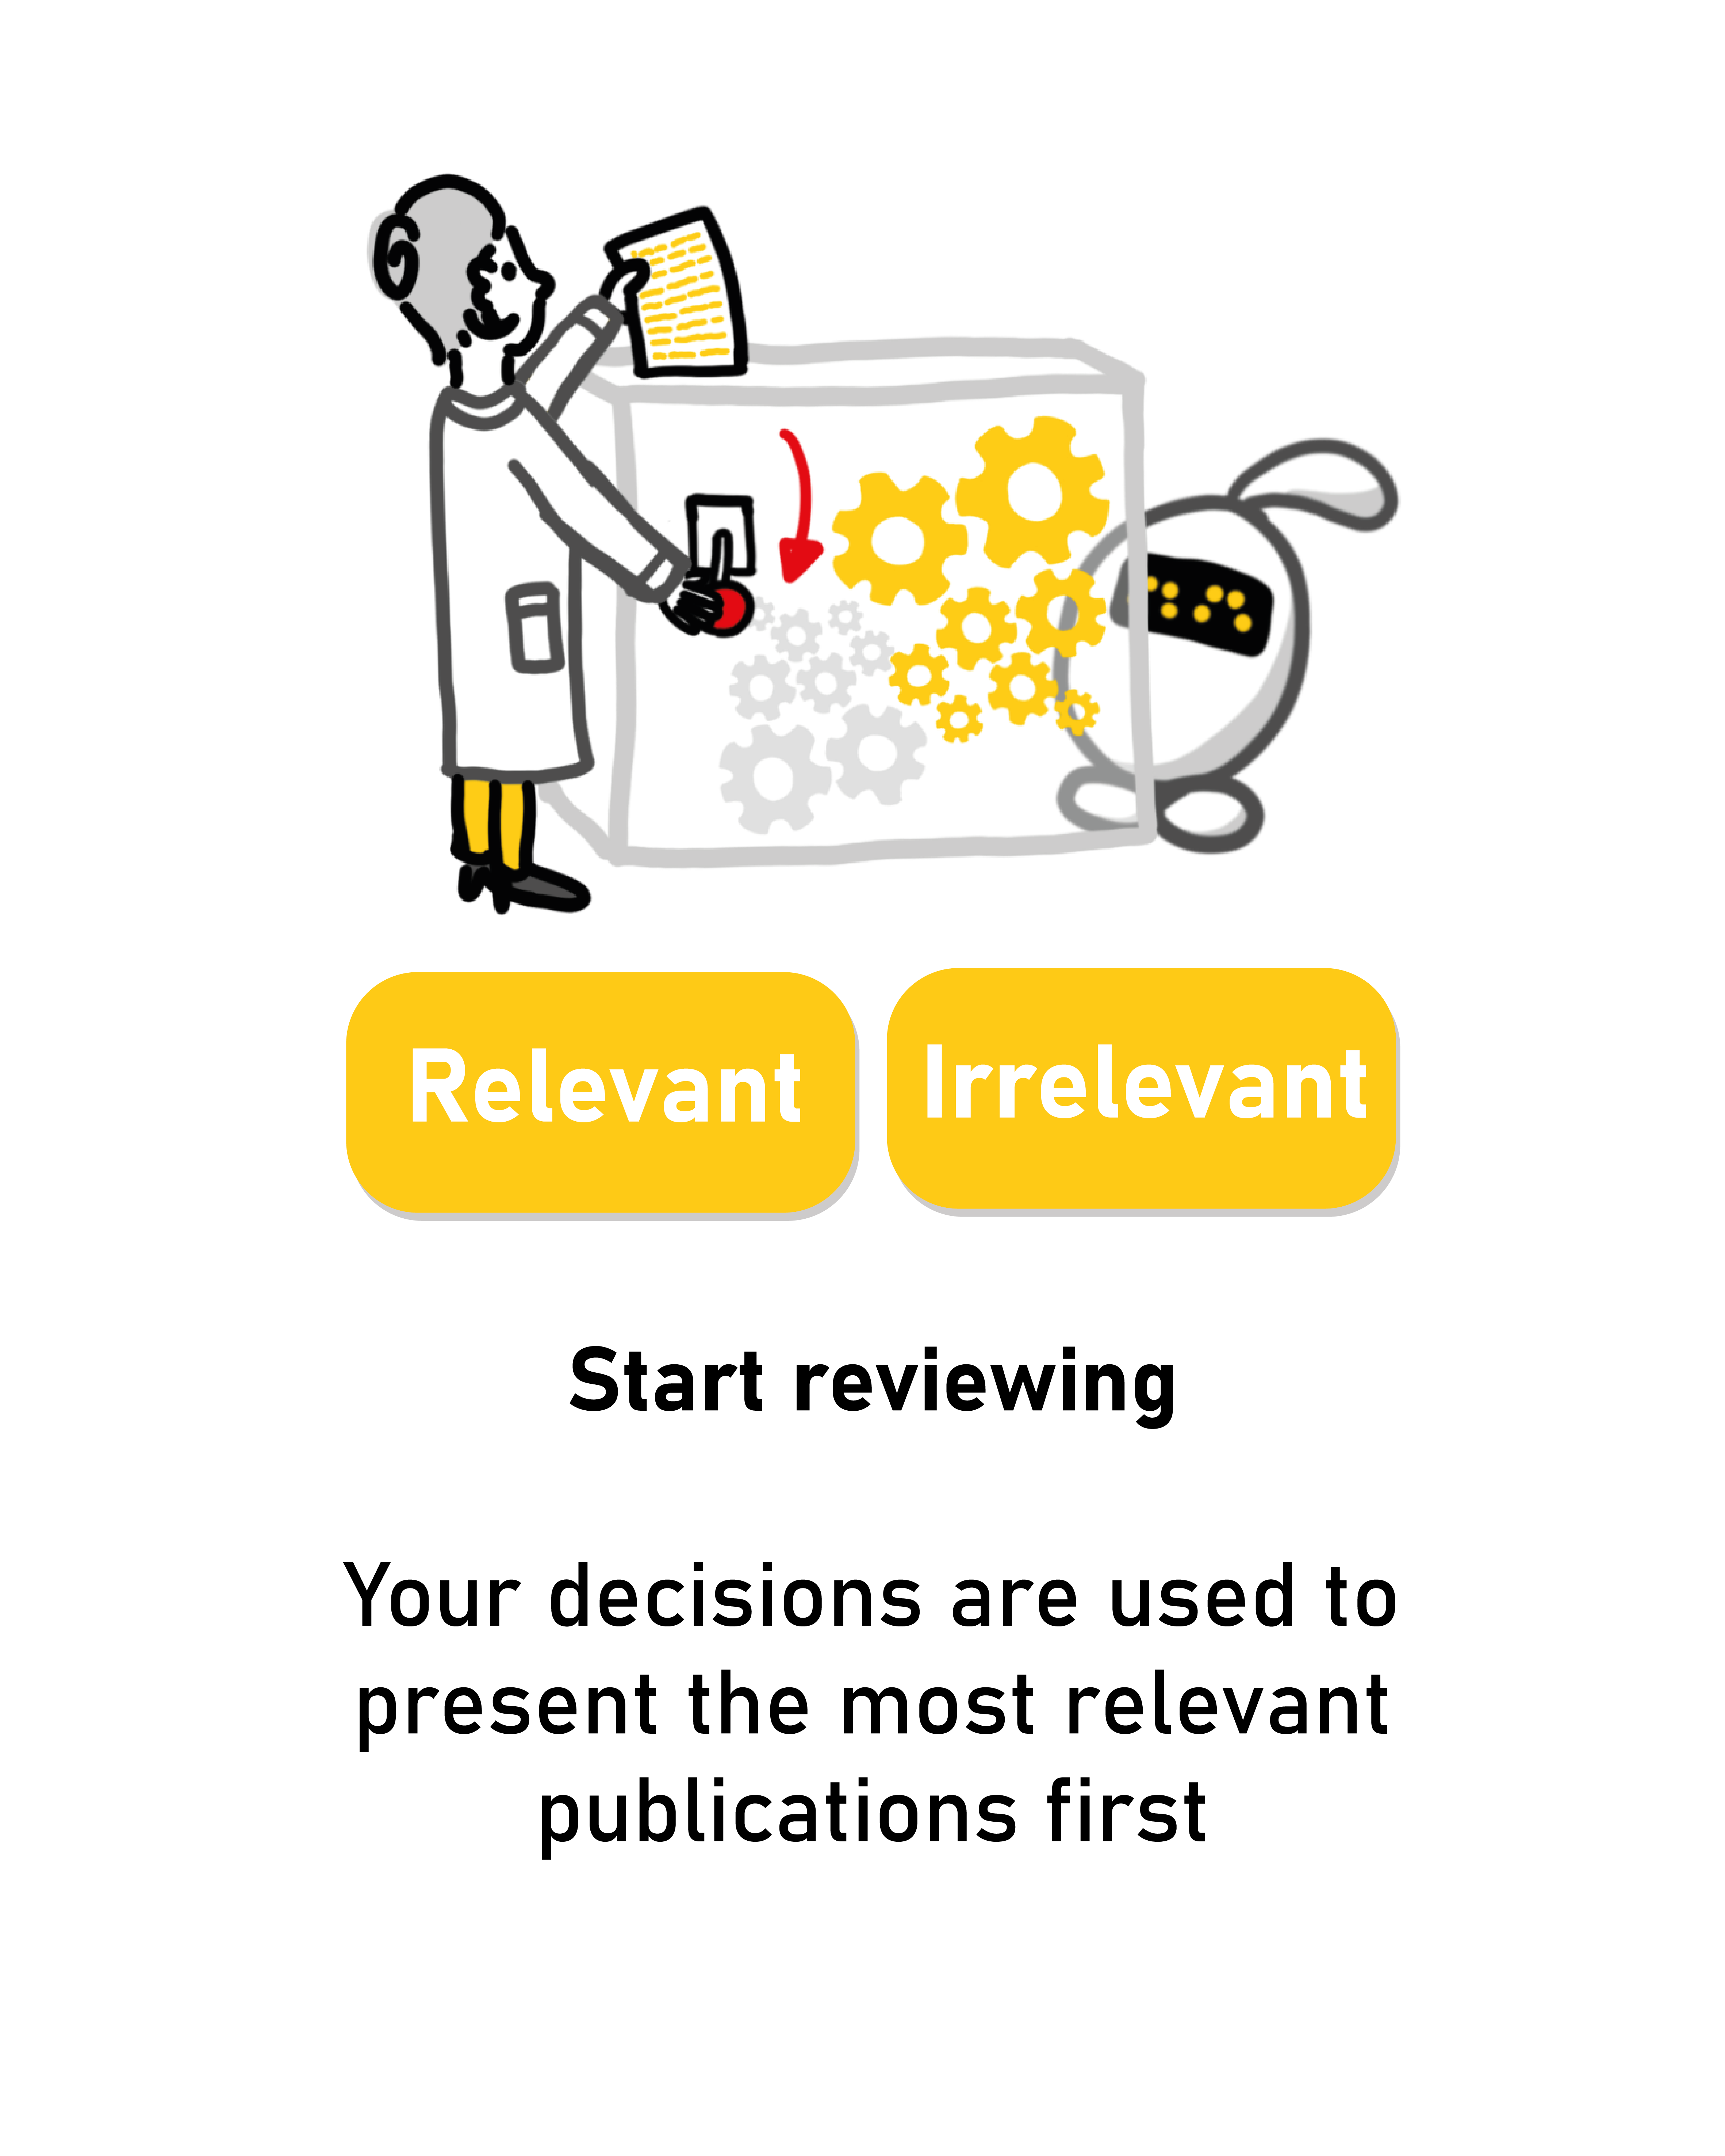 Relevant
Irrelevant
Start reviewing
Your decisions are used to
present the most relevant
publications first